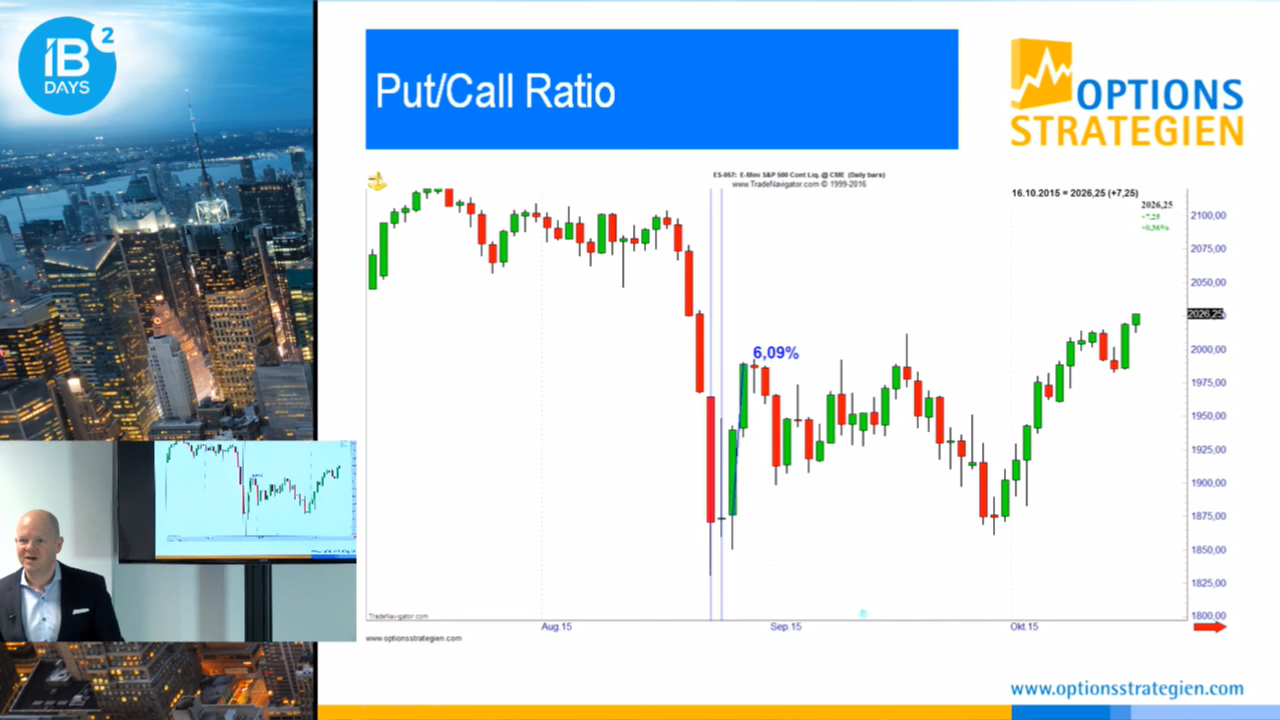 IB
2
DAYS
Put/Call Ratio
OPTIONS
STRATEGIEN
ES-067: E-Mini S&P 500 Cont Liq. @ CME (Daily bars)
www.TradeNavigator.com © 1999-2016
16.10.2015 = 2026,25 (+7,25)
2026,25
+7,25
+0,36%
2100,00
2075,00
2050,00
2026,25
2000,00
1975,00
1950,00
1925,00
1900,00
1875,00
1850,00
1825,00
1800,00
6,09%
TradeNavigator.com
Aug.15
Sep.15
Okt.15
www.optionsstrategien.com
www.optionsstrategien.com